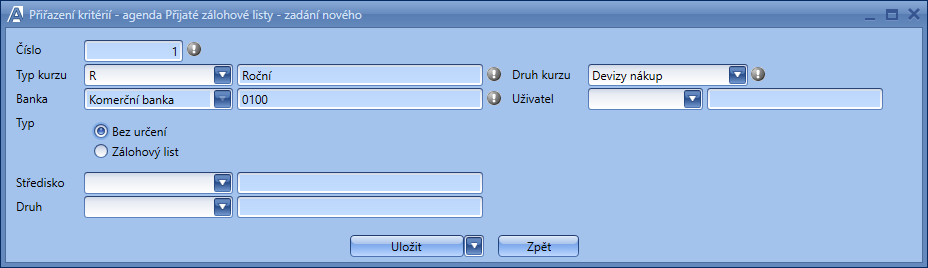 Přiřazení kritérií - agenda Přijaté zálohové listy - zadání nového
Číslo 1
Typ kurzu R Roční Druh kurzu Devizy nákup
Banka Komerční banka 0100 Uživatel
Typ
Bez určení
Zálohový list
Středisko
Druh
Uložit Zpět